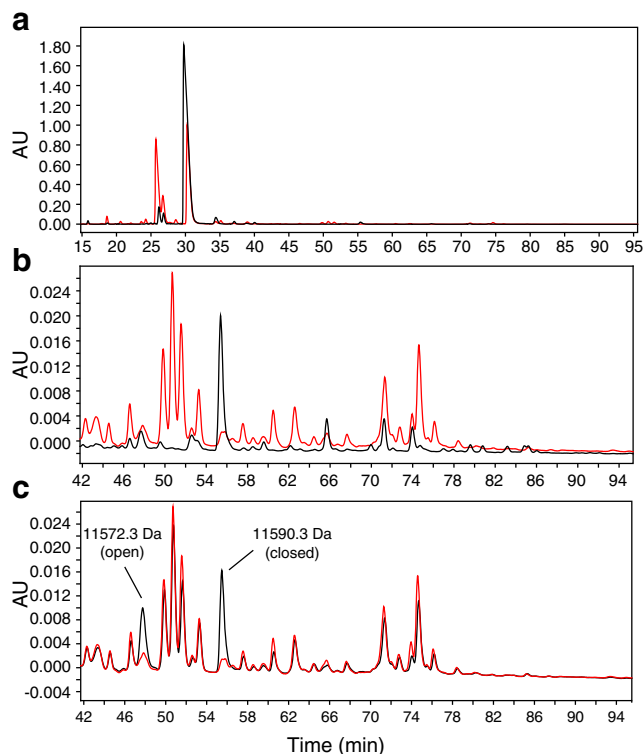 a
1.80
1.60
1.40
1.20
1.00
0.80
0.60
0.40
0.20
0.00
AU
15 20 25 30 35 40 45 50 55 60 65 70 75 80 85 90 95
b
0.024
0.020
0.016
0.012
0.008
0.004
0.000
AU
42 46 50 54 58 62 66 70 74 78 82 86 90 94
c
0.024
0.020
0.016
0.012
0.008
0.004
0.000
-0.004
AU
11572.3 Da
(open)
11590.3 Da
(closed)
42 46 50 54 58 62 66 70 74 78 82 86 90 94
Time (min)